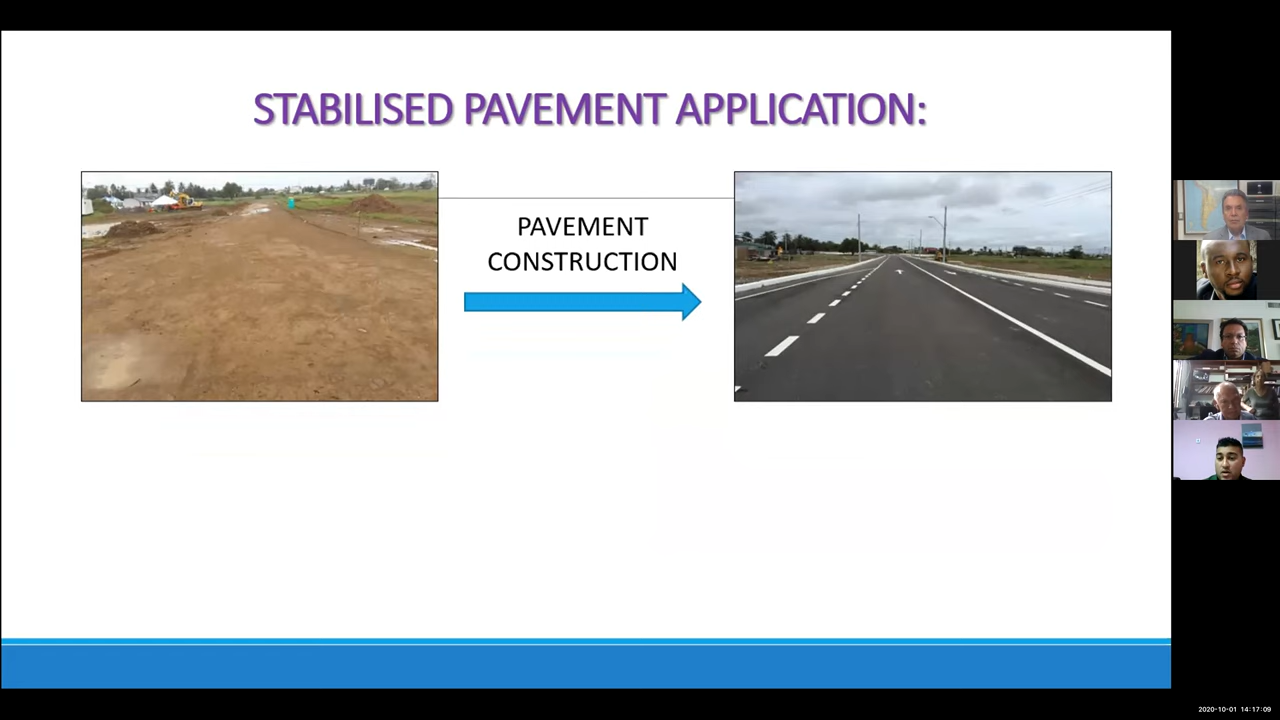 STABILISED PAVEMENT APPLICATION:
PAVEMENT
CONSTRUCTION
2020-10-01 14:17:09